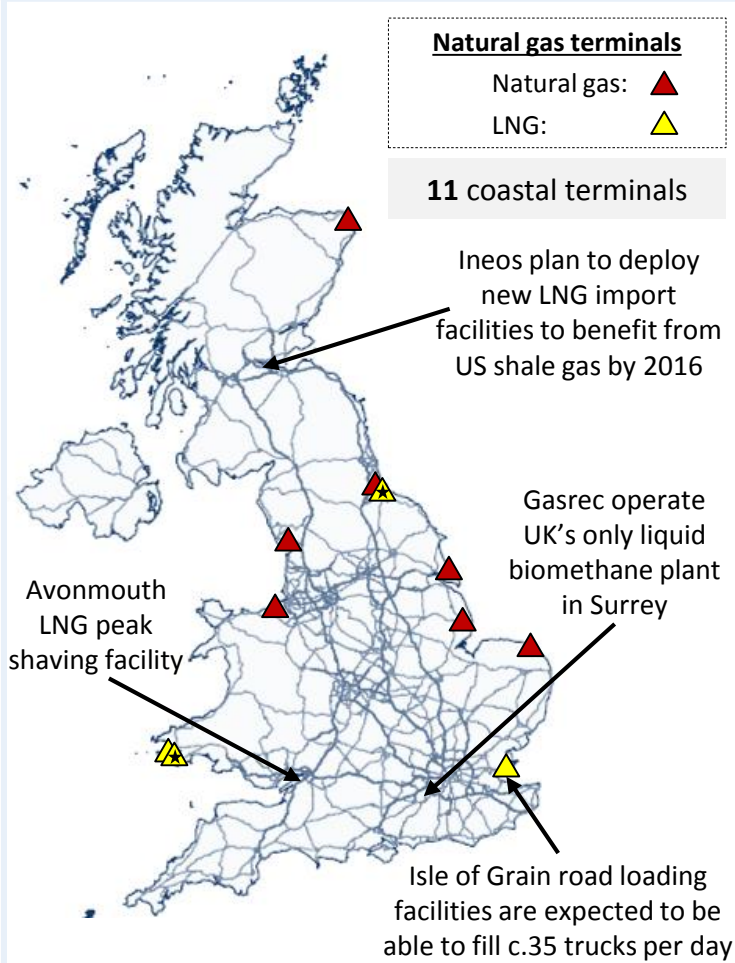 Natural gas terminals
Natural gas:
LNG:
11 coastal terminals
Ineos plan to deploy
new LNG import
facilities to benefit from
US shale gas by 2016
Gasrec operate
UK's only liquid
biomethane plant
in Surrey
Avonmouth
LNG peak
shaving facility
Isle of Grain road loading
facilities are expected to be
able to fill c.35 trucks per day